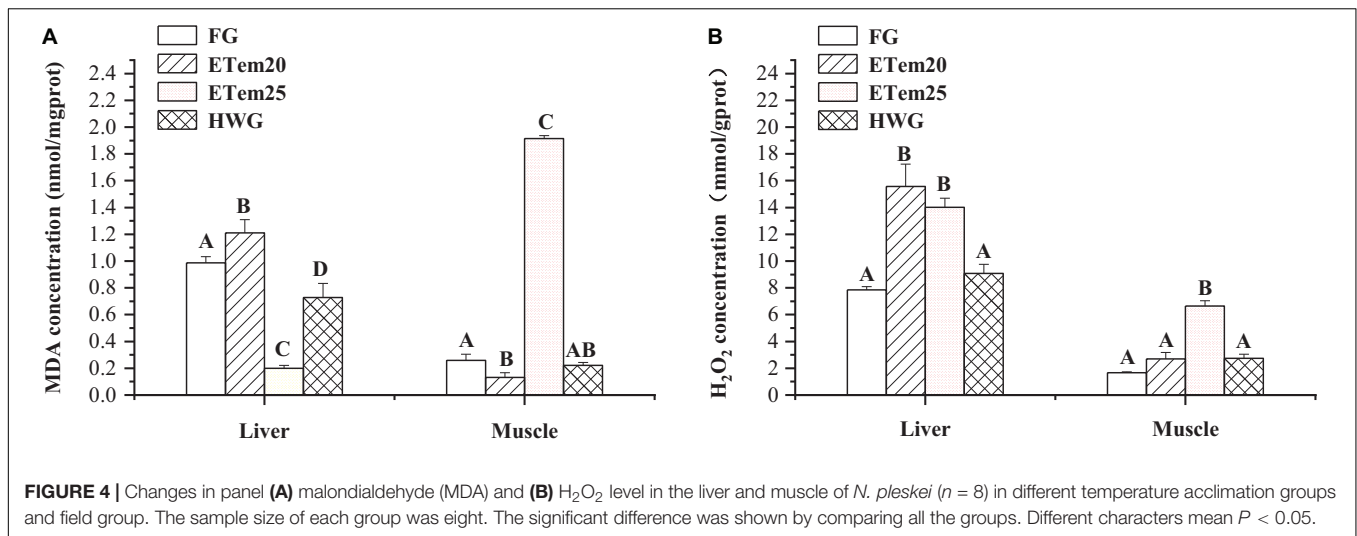 A
FG
ETem20
ETem25
HWG
MDA concentration (nmol/mgprot)
2.4
2.2
2.0
1.8
1.6
1.4
1.2
1.0
0.8
0.6
0.4
0.2
0.0
A
B
C
D
A
B
C
AB
Liver
Muscle
B
FG
ETem20
ETem25
HWG
H₂O₂ concentration（mmol/gprot）
24
22
20
18
16
14
12
10
8
6
4
2
0
A
B
B
A
A
A
B
A
Liver
Muscle
FIGURE 4 | Changes in panel (A) malondialdehyde (MDA) and (B) H₂O₂ level in the liver and muscle of N. pleskei (n = 8) in different temperature acclimation groups
and field group. The sample size of each group was eight. The significant difference was shown by comparing all the groups. Different characters mean P < 0.05.